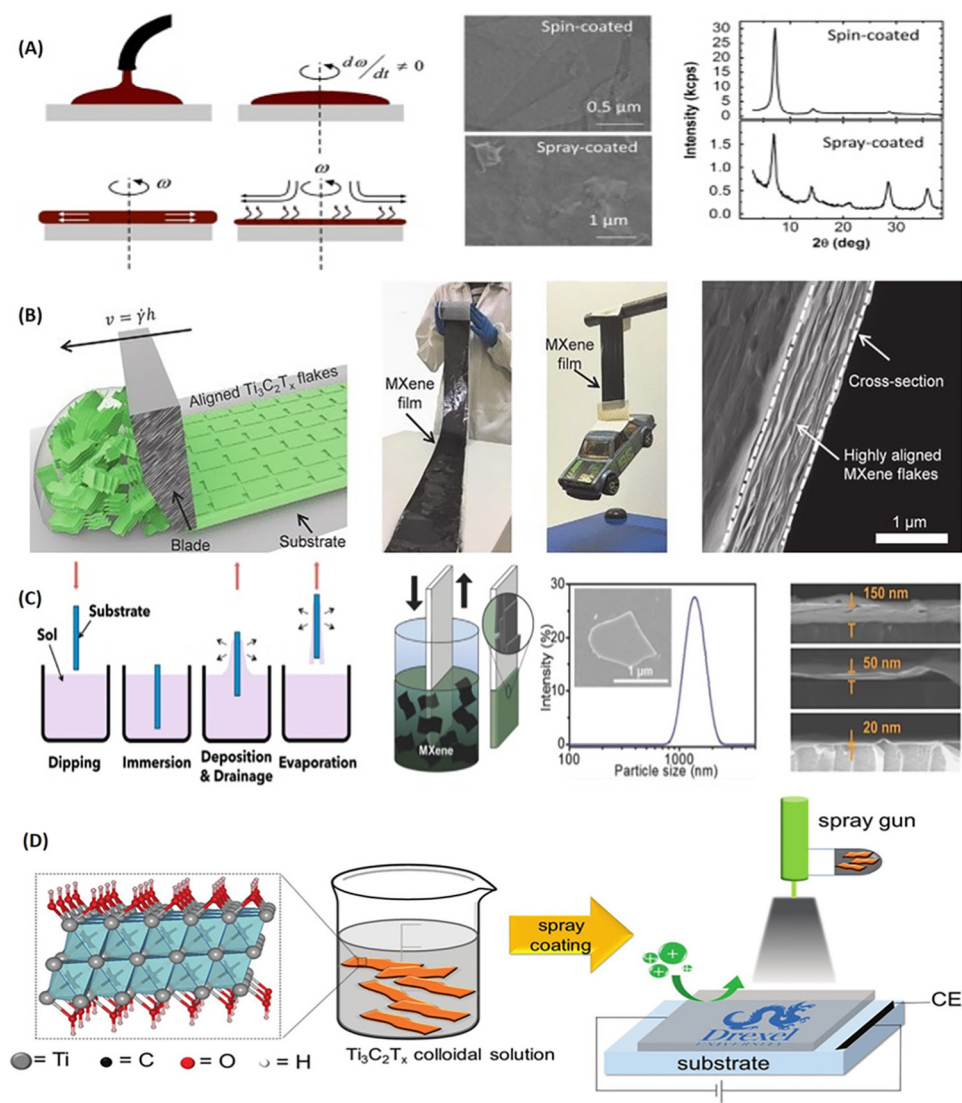 (A)
dω/dt ≠ 0
ω
ω
Spin-coated
0.5 µm
Spray-coated
1 µm
Intensity (kcps)
30
25
20
15
10
5
0
Spin-coated
1.5
1.0
0.5
0.0
Spray-coated
10
20
30
2θ (deg)
(B)
v = γ̇h
Aligned Ti₃C₂Tₓ flakes
Blade
Substrate
MXene
film
MXene
film
Cross-section
Highly aligned
MXene flakes
1 µm
(C)
Substrate
Sol
Dipping
Immersion
Deposition
& Drainage
Evaporation
MXene
Intensity (%)
30
20
10
0
1 µm
100
1000
Particle size (nm)
150 nm
50 nm
20 nm
(D)
= Ti
= C
= O
= H
Ti₃C₂Tₓ colloidal solution
spray
coating
spray gun
+
+
+
+
CE
Drexel
UNIVERSITY
substrate